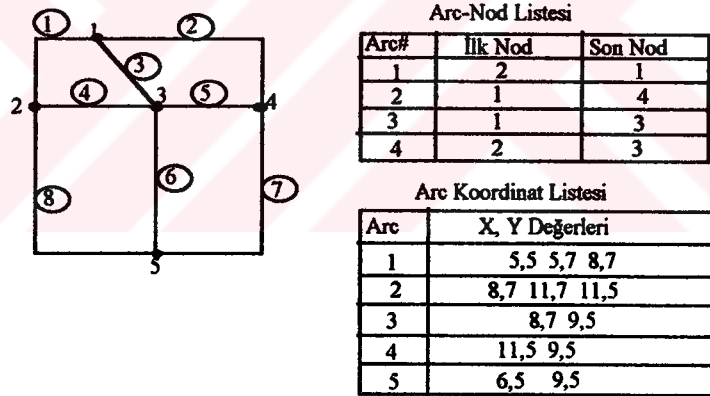 1 2
1
3
2 4 3 5 4
6 7
8
5
Arc-Nod Listesi
Arc# İlk Nod Son Nod
1 2 1
2 1 4
3 1 3
4 2 3
Arc Koordinat Listesi
Arc X, Y Değerleri
1 5,5 5,7 8,7
2 8,7 11,7 11,5
3 8,7 9,5
4 11,5 9,5
5 6,5 9,5